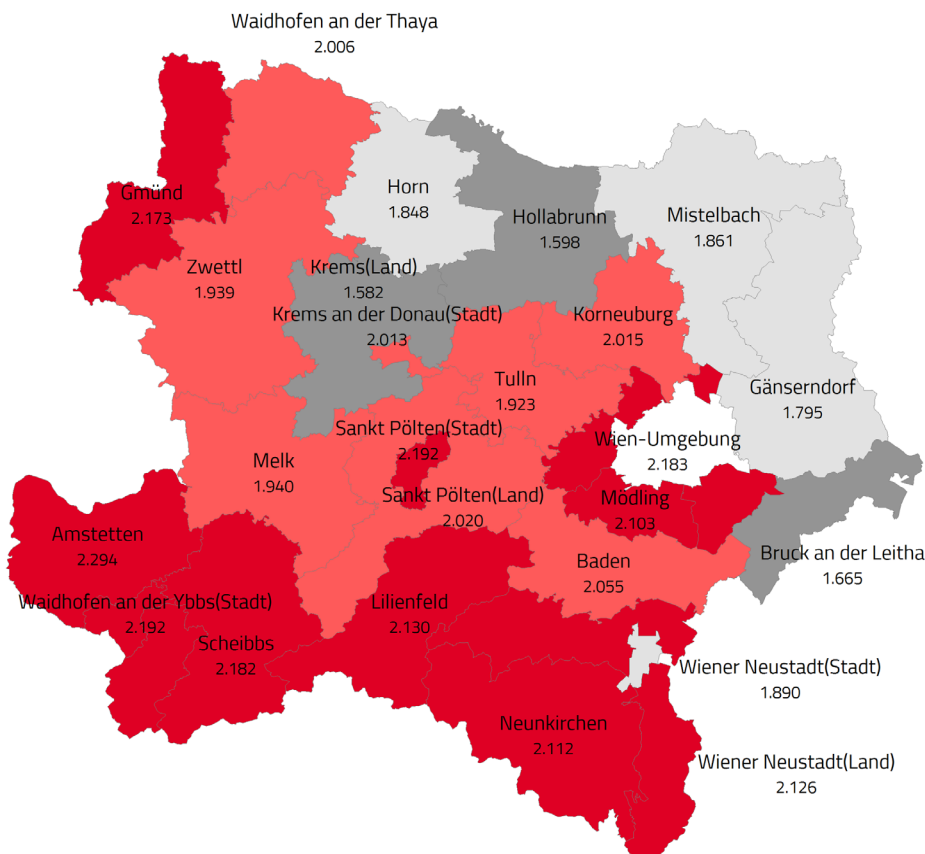 Waidhofen an der Thaya
2.006
Gmünd
2.173
Horn
1.848
Hollabrunn
1.598
Mistelbach
1.861
Zwettl
1.939
Krems(Land)
1.582
Krems an der Donau(Stadt)
2.013
Korneuburg
2.015
Tulln
1.923
Gänserndorf
1.795
Sankt Pölten(Stadt)
2.192
Wien-Umgebung
2.183
Melk
1.940
Sankt Pölten(Land)
2.020
Mödling
2.103
Amstetten
2.294
Baden
2.055
Bruck an der Leitha
1.665
Waidhofen an der Ybbs(Stadt)
2.192
Lilienfeld
2.130
Scheibbs
2.182
Wiener Neustadt(Stadt)
1.890
Neunkirchen
2.112
Wiener Neustadt(Land)
2.126